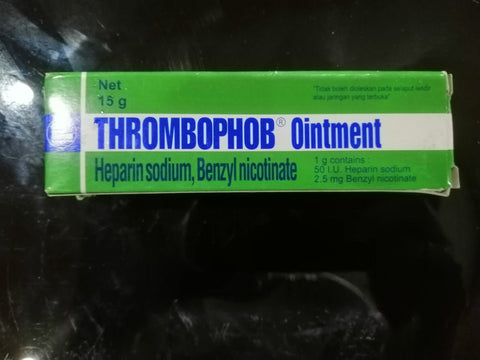 Net
15 g
"Tidak boleh dioleskan pada selaput lendir
atau jaringan yang terbuka"
THROMBOPHOB® Ointment
Heparin sodium, Benzyl nicotinate
1 g contains :
50 I.U. Heparin sodium
2.5 mg Benzyl nicotinate